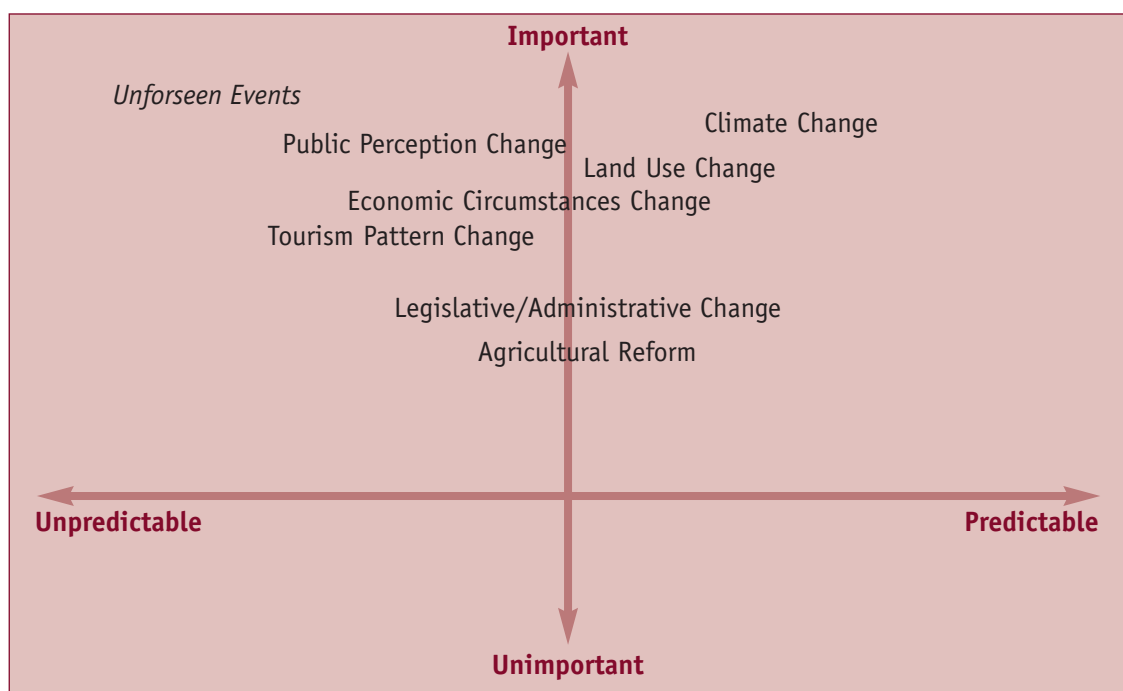 Important
Unforseen Events
Climate Change
Public Perception Change
Land Use Change
Economic Circumstances Change
Tourism Pattern Change
Legislative/Administrative Change
Agricultural Reform
Unpredictable
Predictable
Unimportant